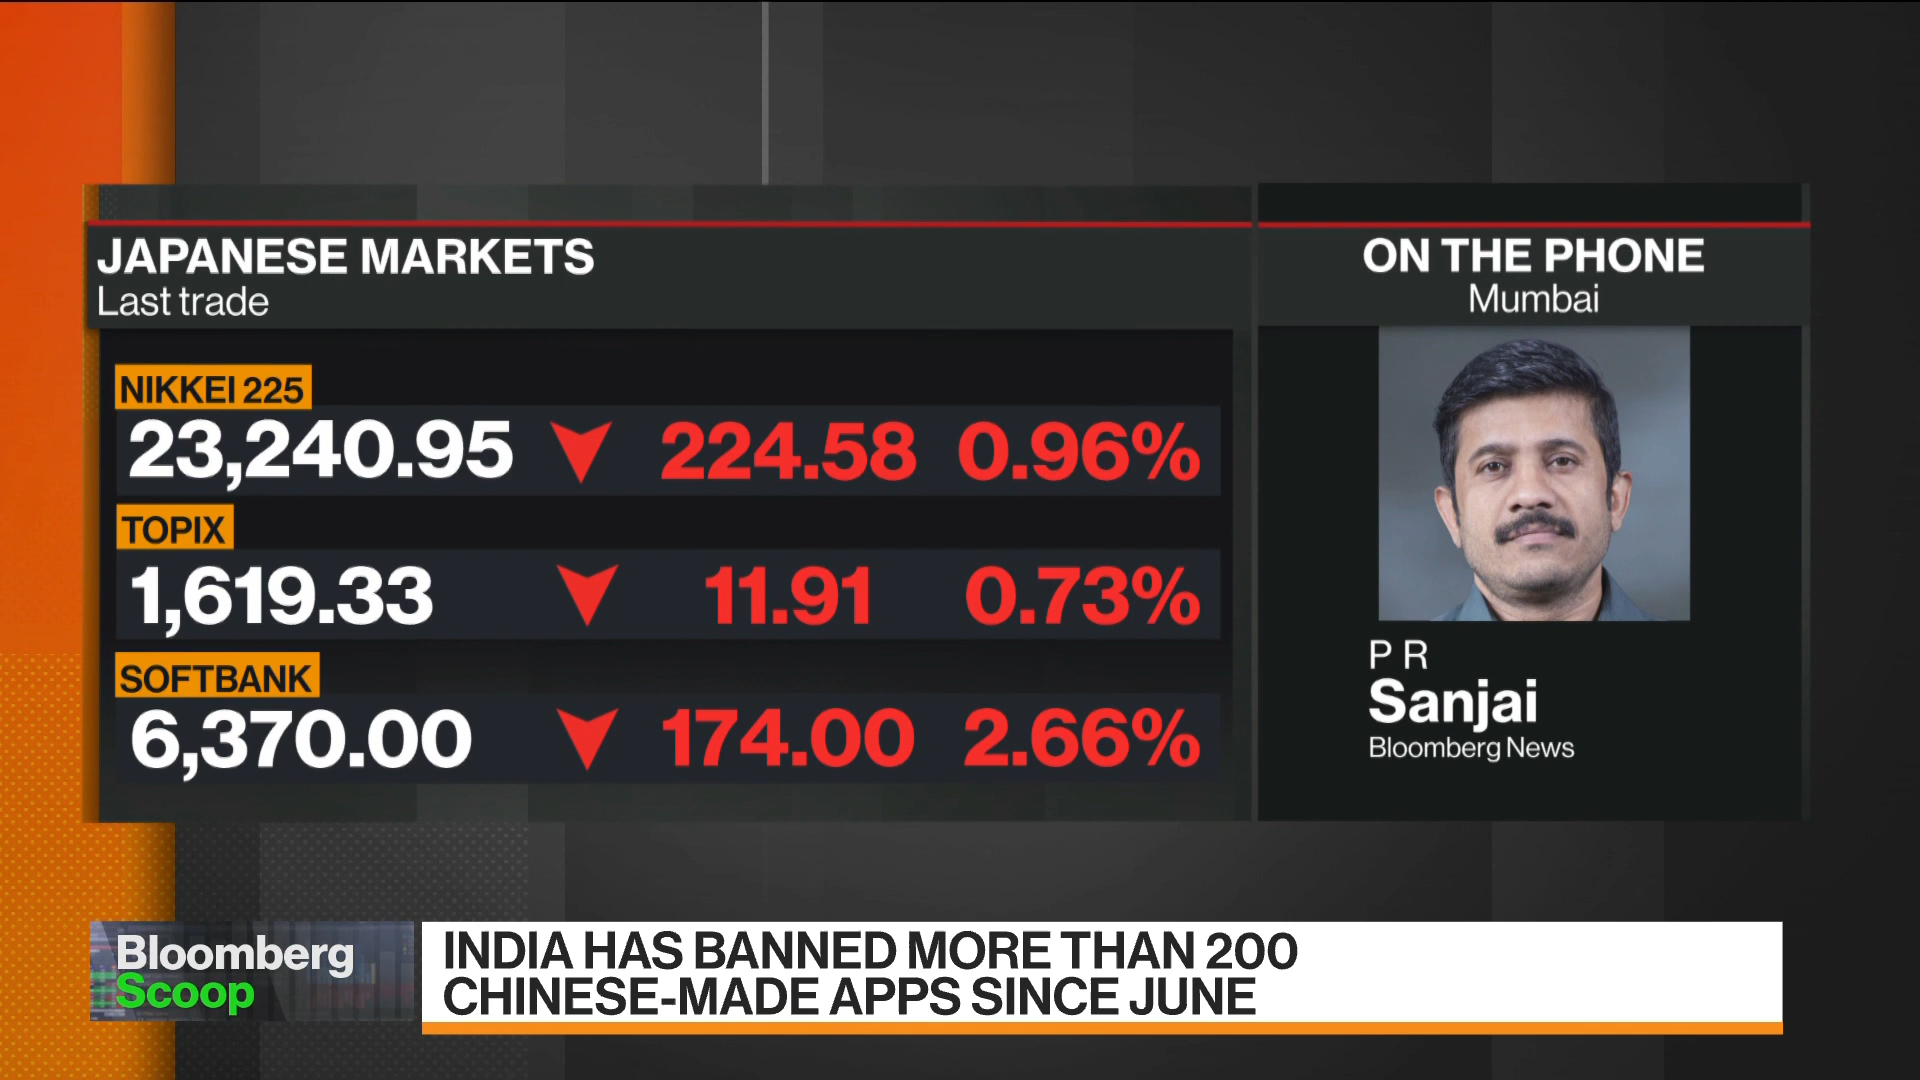 JAPANESE MARKETS
Last trade
NIKKEI 225
23,240.95 224.58 0.96%
TOPIX
1,619.33 11.91 0.73%
SOFTBANK
6,370.00 174.00 2.66%
ON THE PHONE
Mumbai
P R
Sanjai
Bloomberg News
Bloomberg
Scoop
INDIA HAS BANNED MORE THAN 200
CHINESE-MADE APPS SINCE JUNE